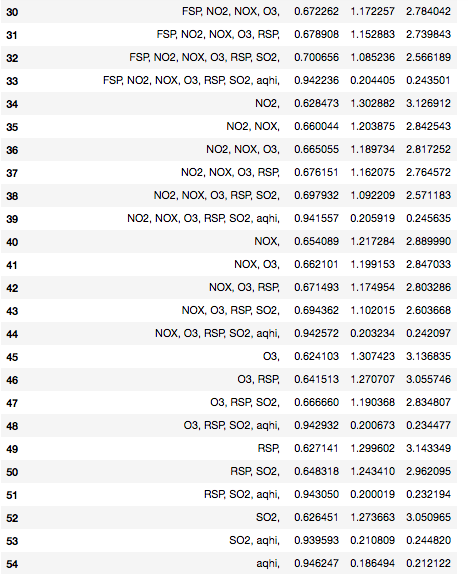 30 FSP, NO2, NOX, O3, 0.672262 1.172257 2.784042
31 FSP, NO2, NOX, O3, RSP, 0.678908 1.152883 2.739843
32 FSP, NO2, NOX, O3, RSP, SO2, 0.700656 1.085236 2.566189
33 FSP, NO2, NOX, O3, RSP, SO2, aqhi, 0.942236 0.204405 0.243501
34 NO2, 0.628473 1.302882 3.126912
35 NO2, NOX, 0.660044 1.203875 2.842543
36 NO2, NOX, O3, 0.665055 1.189734 2.817252
37 NO2, NOX, O3, RSP, 0.676151 1.162075 2.764572
38 NO2, NOX, O3, RSP, SO2, 0.697932 1.092209 2.571183
39 NO2, NOX, O3, RSP, SO2, aqhi, 0.941557 0.205919 0.245635
40 NOX, 0.654089 1.217284 2.889990
41 NOX, O3, 0.662101 1.199153 2.847033
42 NOX, O3, RSP, 0.671493 1.174954 2.803286
43 NOX, O3, RSP, SO2, 0.694362 1.102015 2.603668
44 NOX, O3, RSP, SO2, aqhi, 0.942572 0.203234 0.242097
45 O3, 0.624103 1.307423 3.136835
46 O3, RSP, 0.641513 1.270707 3.055746
47 O3, RSP, SO2, 0.666660 1.190368 2.834807
48 O3, RSP, SO2, aqhi, 0.942932 0.200673 0.234477
49 RSP, 0.627141 1.299602 3.143349
50 RSP, SO2, 0.648318 1.243410 2.962095
51 RSP, SO2, aqhi, 0.943050 0.200019 0.232194
52 SO2, 0.626451 1.273663 3.050965
53 SO2, aqhi, 0.939593 0.210809 0.244820
54 aqhi, 0.946247 0.186494 0.212122